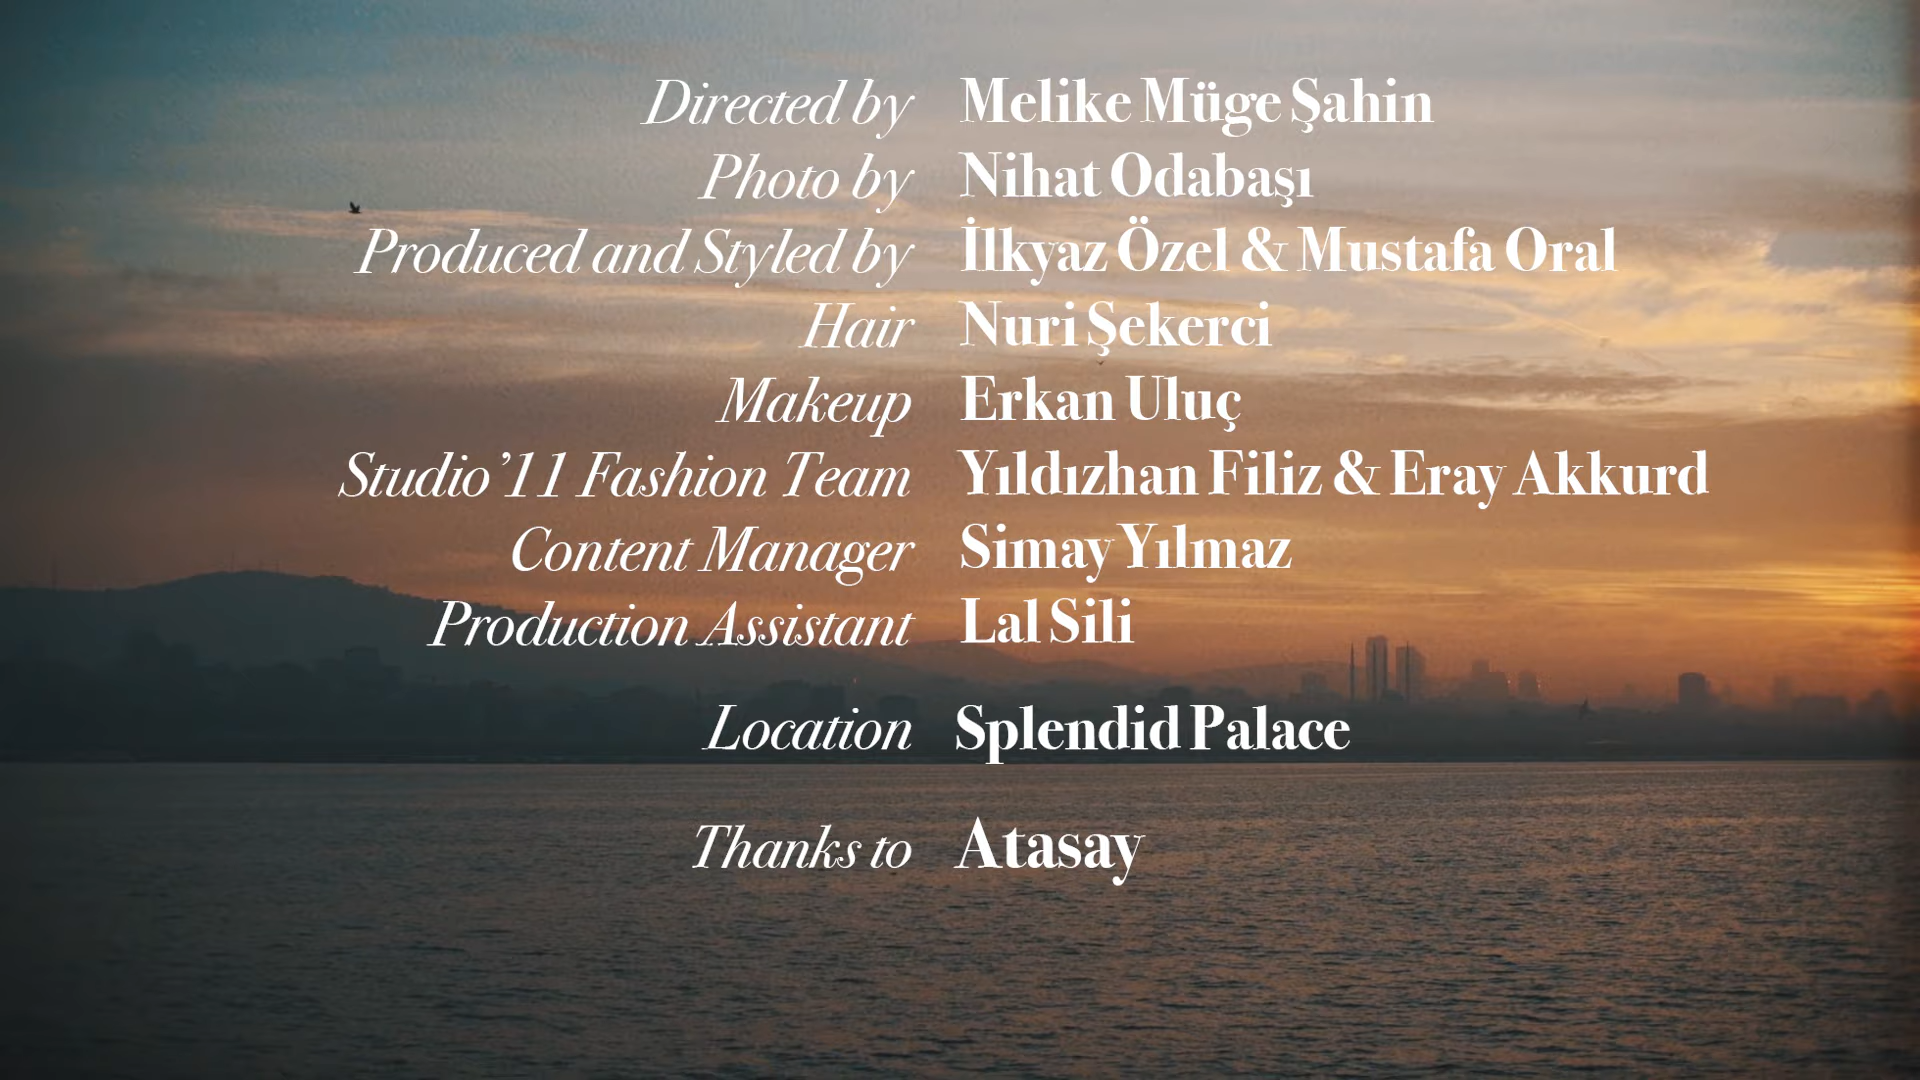 Directed by Melike Müge Şahin
Photo by Nihat Odabaşı
Produced and Styled by İlkyaz Özel & Mustafa Oral
Hair Nuri Şekerci
Makeup Erkan Uluç
Studio’11 Fashion Team Yıldızhan Filiz & Eray Akkurd
Content Manager Simay Yılmaz
Production Assistant Lal Sili
Location Splendid Palace
Thanks to Atasay